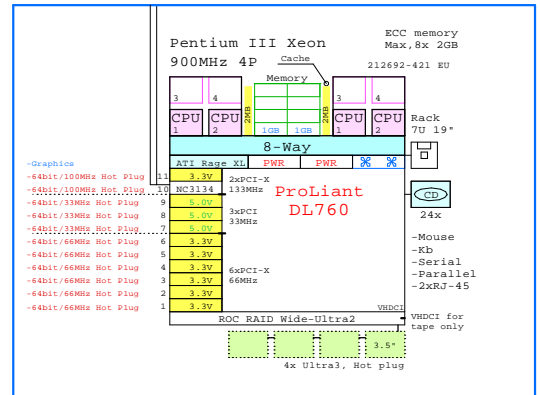 Pentium III Xeon
900MHz 4P
Cache
ECC memory
Max,8x 2GB
212692-421 EU
Memory
3
4
3
4
CPU
CPU
2MB
2MB
CPU
CPU
1
2
1GB
1GB
1
2
Rack
7U 19"
8-Way
-Graphics
ATI Rage XL
PWR
PWR
-64bit/100MHz Hot Plug 11 3.3V
-64bit/100MHz Hot Plug 10 NC3134
2xPCI-X
133MHz
-64bit/33MHz Hot Plug 9 5.0V
-64bit/33MHz Hot Plug 8 5.0V
-64bit/33MHz Hot Plug 7 5.0V
3xPCI
33MHz
-64bit/66MHz Hot Plug 6 3.3V
-64bit/66MHz Hot Plug 5 3.3V
-64bit/66MHz Hot Plug 4 3.3V
-64bit/66MHz Hot Plug 3 3.3V
-64bit/66MHz Hot Plug 2 3.3V
-64bit/66MHz Hot Plug 1 3.3V
6xPCI-X
66MHz
ProLiant
DL760
CD
24x
-Mouse
-Kb
-Serial
-Parallel
-2xRJ-45
VHDCI
ROC RAID Wide-Ultra2
VHDCI for
tape only
3.5"
4x Ultra3, Hot plug